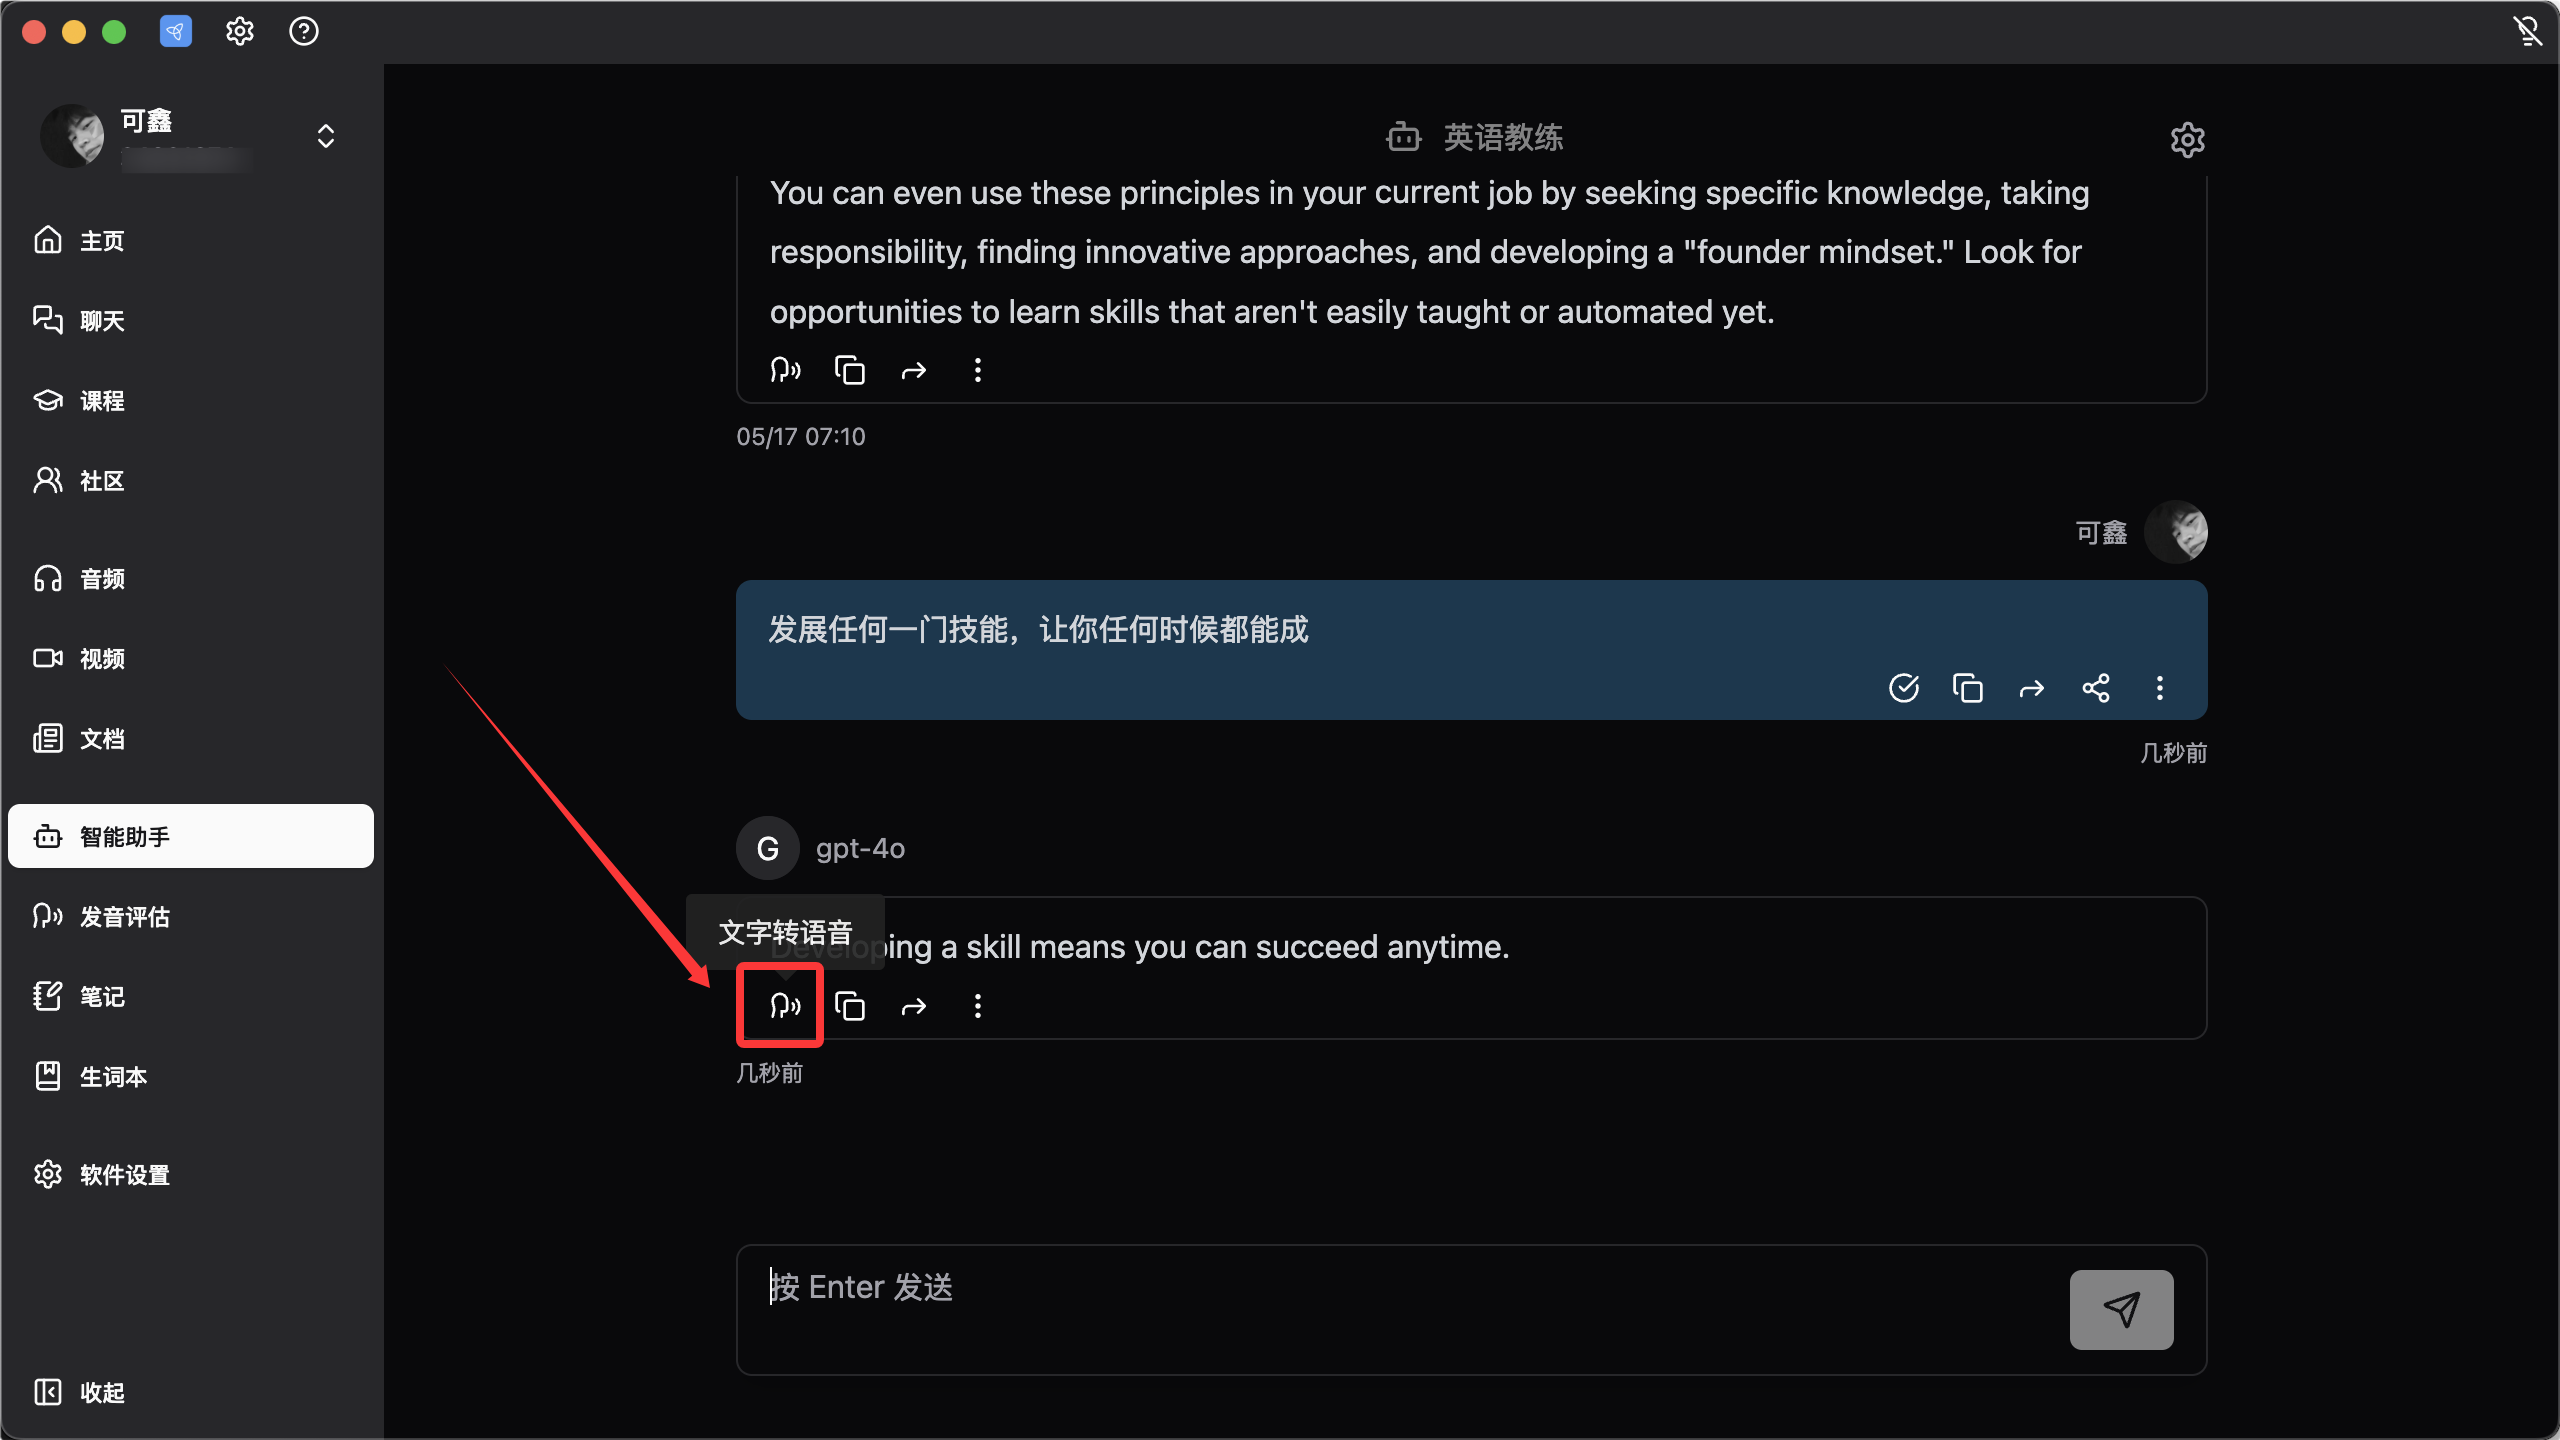 可鑫
主页
聊天
课程
社区
音频
视频
文档
智能助手
发音评估
笔记
生词本
软件设置
收起
英语教练
You can even use these principles in your current job by seeking specific knowledge, taking
responsibility, finding innovative approaches, and developing a "founder mindset." Look for
opportunities to learn skills that aren't easily taught or automated yet.
05/17 07:10
可鑫
发展任何一门技能，让你任何时候都能成
几秒前
G gpt-4o
文字转语音
Developing a skill means you can succeed anytime.
几秒前
按 Enter 发送